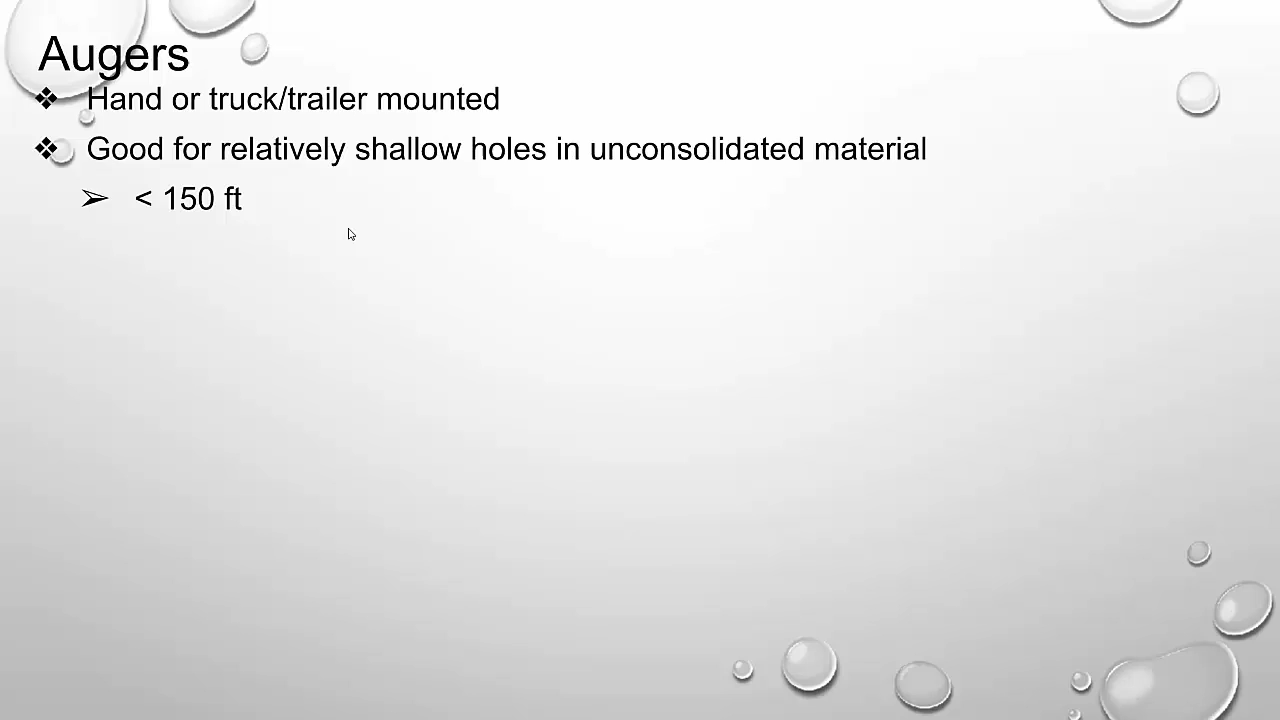 Augers
❖ Hand or truck/trailer mounted
❖ Good for relatively shallow holes in unconsolidated material
➢ < 150 ft